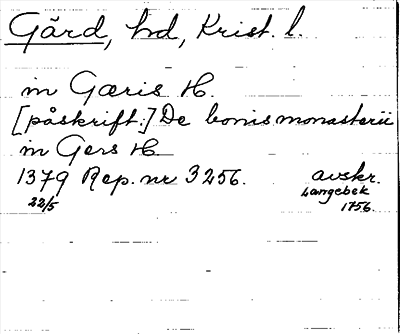 Gärd, hd, Krist. l.
in Gæris H.
[påskrift:] De bonis monasterii
in Gers H
1379 Rep. nr 3256. avskr.
22/5 Langebek
1756.